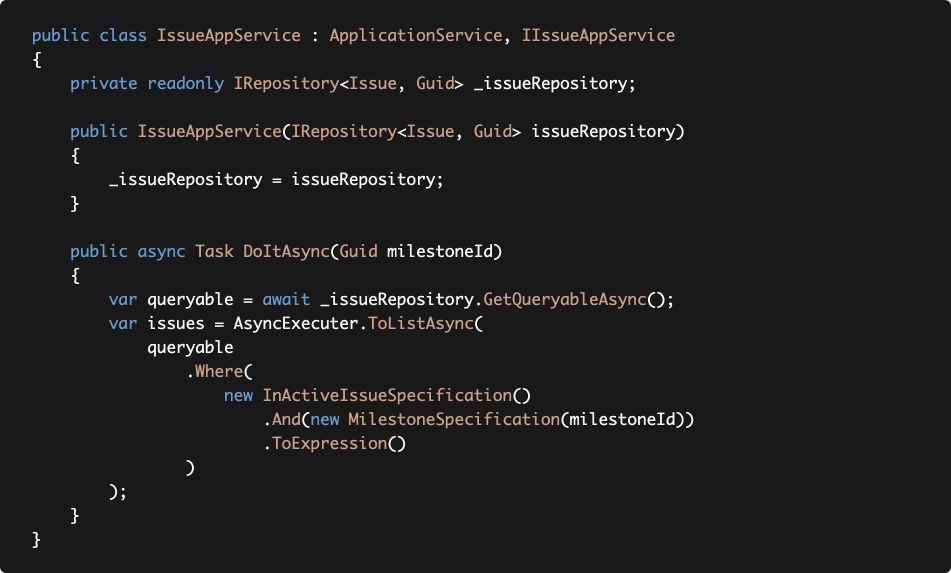 public class IssueAppService : ApplicationService, IIssueAppService
{
    private readonly IRepository<Issue, Guid> _issueRepository;

    public IssueAppService(IRepository<Issue, Guid> issueRepository)
    {
        _issueRepository = issueRepository;
    }

    public async Task DoItAsync(Guid milestoneId)
    {
        var queryable = await _issueRepository.GetQueryableAsync();
        var issues = AsyncExecuter.ToListAsync(
            queryable
                .Where(
                    new InActiveIssueSpecification()
                        .And(new MilestoneSpecification(milestoneId))
                        .ToExpression()
                )
        );
    }
}